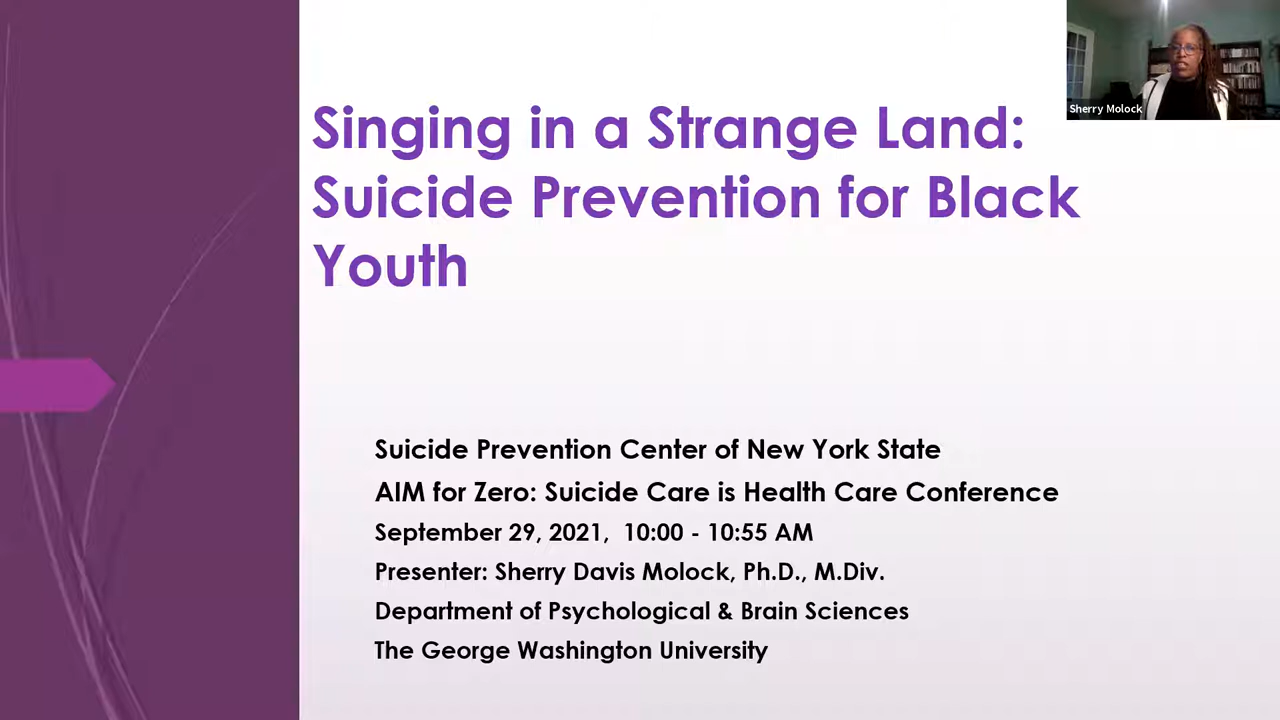 Sherry Molock
Singing in a Strange Land:
Suicide Prevention for Black
Youth
Suicide Prevention Center of New York State
AIM for Zero: Suicide Care is Health Care Conference
September 29, 2021,  10:00 - 10:55 AM
Presenter: Sherry Davis Molock, Ph.D., M.Div.
Department of Psychological & Brain Sciences
The George Washington University